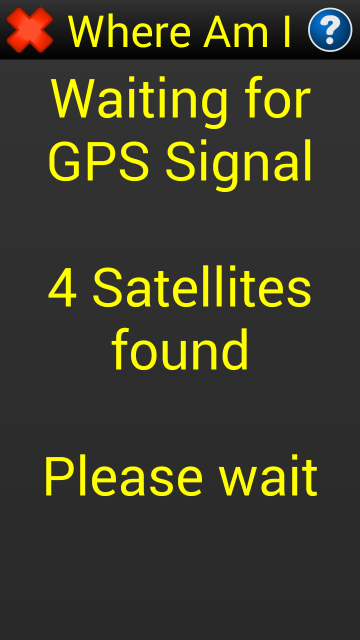 Where Am I ?
Waiting for
GPS Signal
4 Satellites
found
Please wait